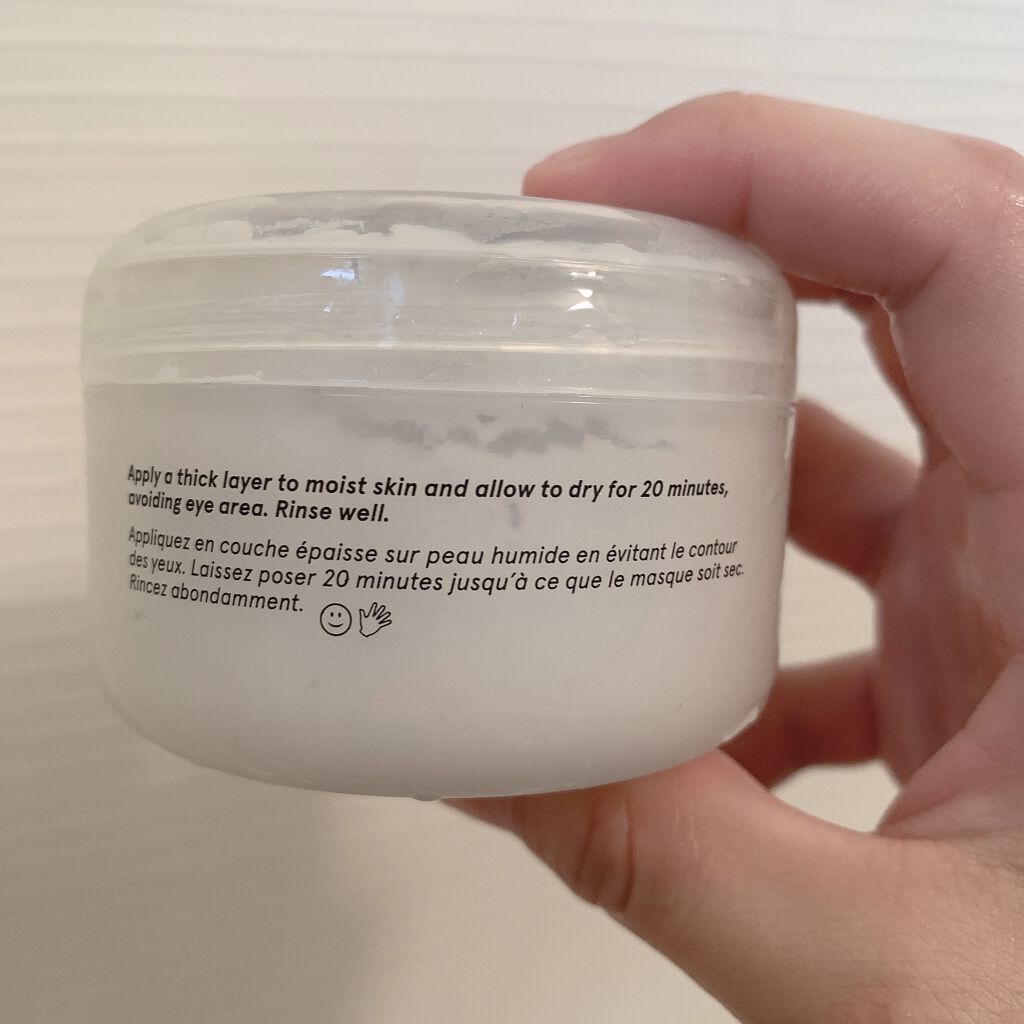 Apply a thick layer to moist skin and allow to dry for 20 minutes,
avoiding eye area. Rinse well.
Appliquez en couche épaisse sur peau humide en évitant le contour
des yeux. Laissez poser 20 minutes jusqu'à ce que le masque soit sec.
Rincez abondamment.